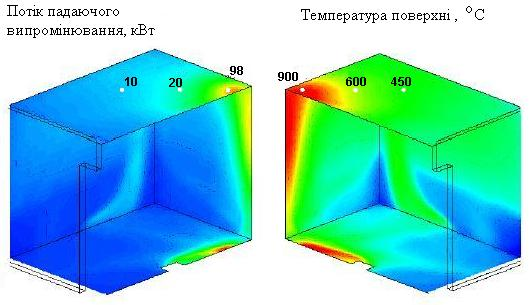 Потік падаючого
випромінювання, кВт
Температура поверхні , °С
10 20 98
900 600 450